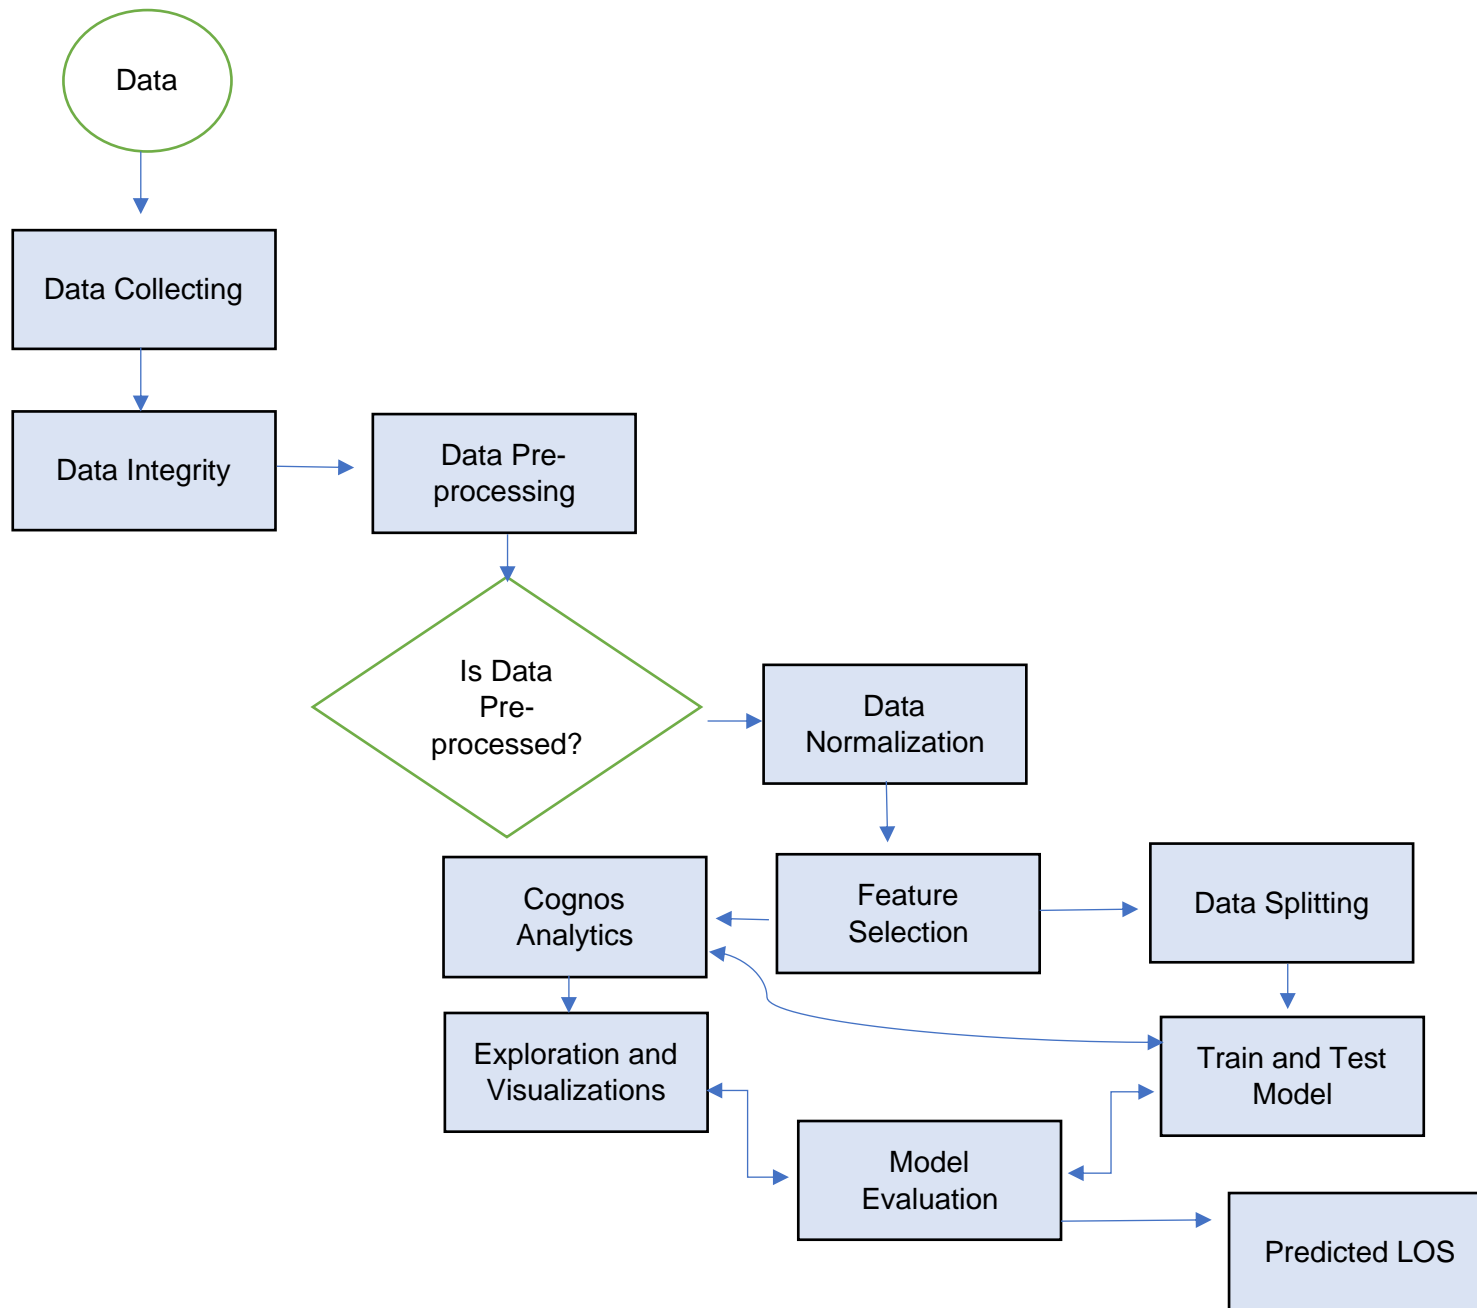 Data
Data Collecting
Data Integrity
Data Pre-
processing
Is Data
Pre-
processed?
Data
Normalization
Cognos
Analytics
Feature
Selection
Data Splitting
Exploration and
Visualizations
Train and Test
Model
Model
Evaluation
Predicted LOS